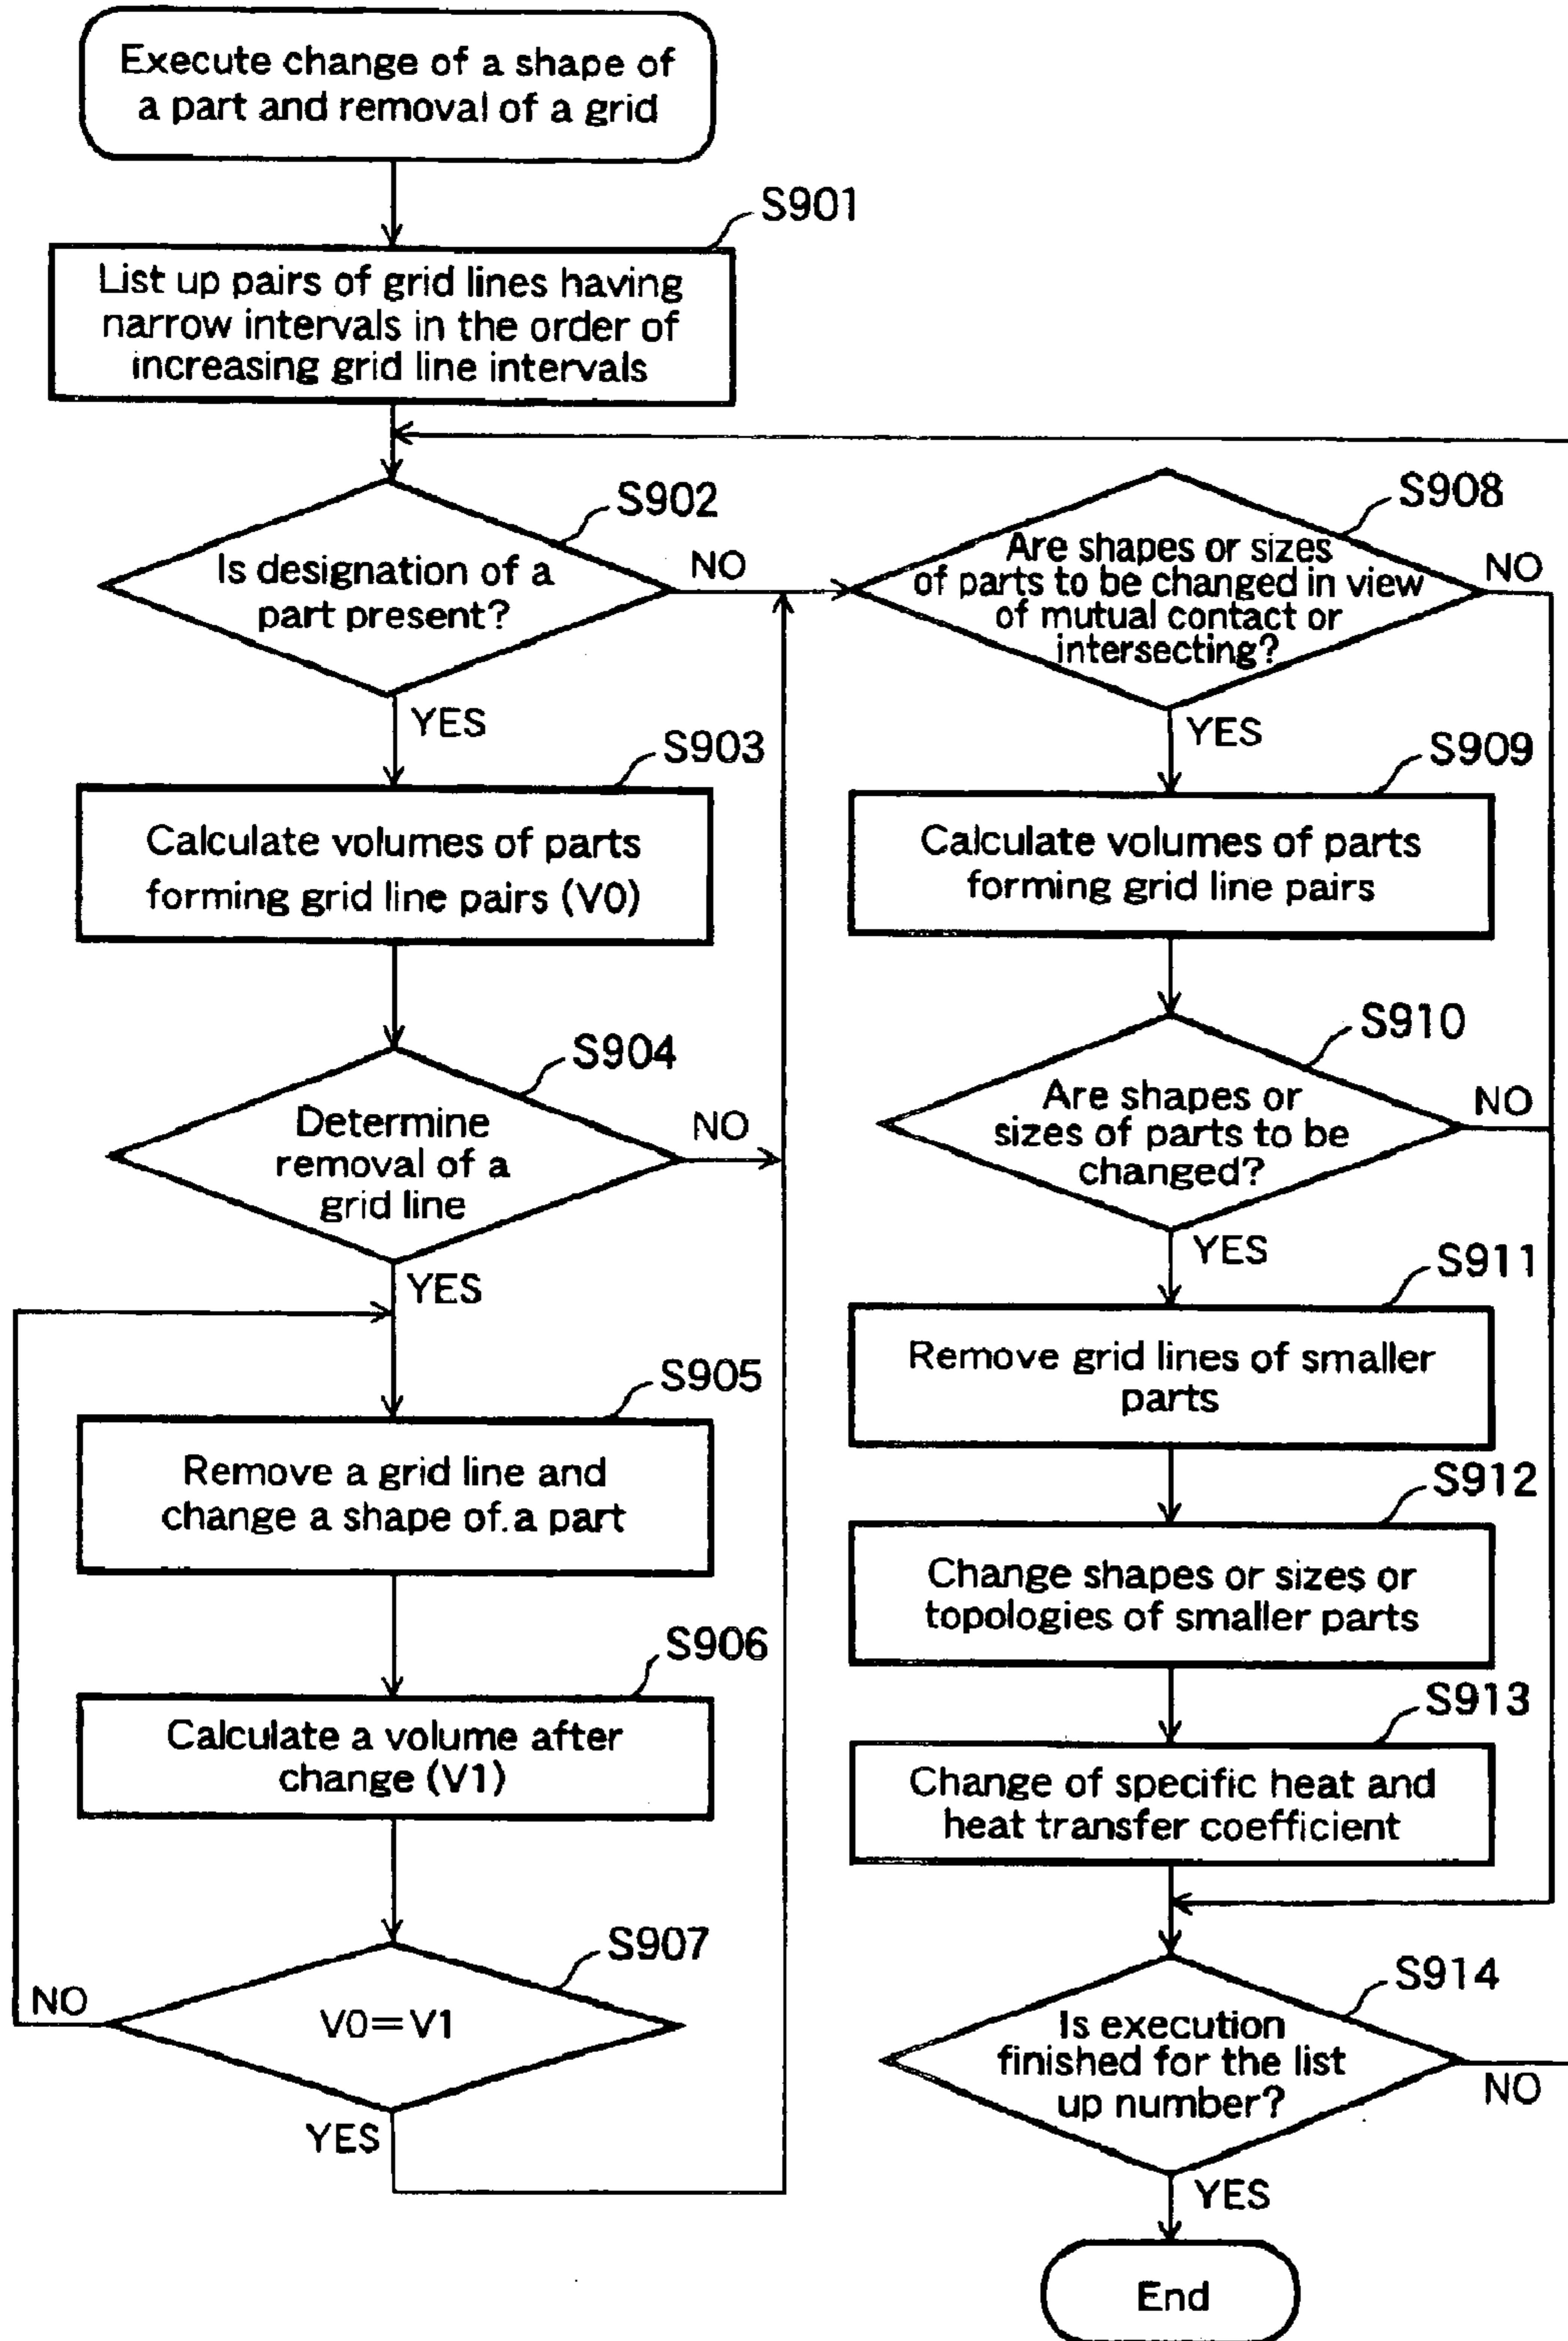 Execute change of a shape of
a part and removal of a grid
S901
List up pairs of grid lines having
narrow intervals in the order of
increasing grid line intervals
S902
Is designation of a
part present?
NO
YES
S903
Calculate volumes of parts
forming grid line pairs (V0)
S904
Determine
removal of a
grid line
NO
YES
S905
Remove a grid line and
change a shape of.a part
S906
Calculate a volume after
change (V1)
S907
V0=V1
NO
YES
S908
Are shapes or sizes
of parts to be changed in view
of mutual contact or
intersecting?
NO
YES
S909
Calculate volumes of parts
forming grid line pairs
S910
Are shapes or
sizes of parts to be
changed?
NO
YES
S911
Remove grid lines of smaller
parts
S912
Change shapes or sizes or
topologies of smaller parts
S913
Change of specific heat and
heat transfer coefficient
S914
Is execution
finished for the list
up number?
NO
YES
End